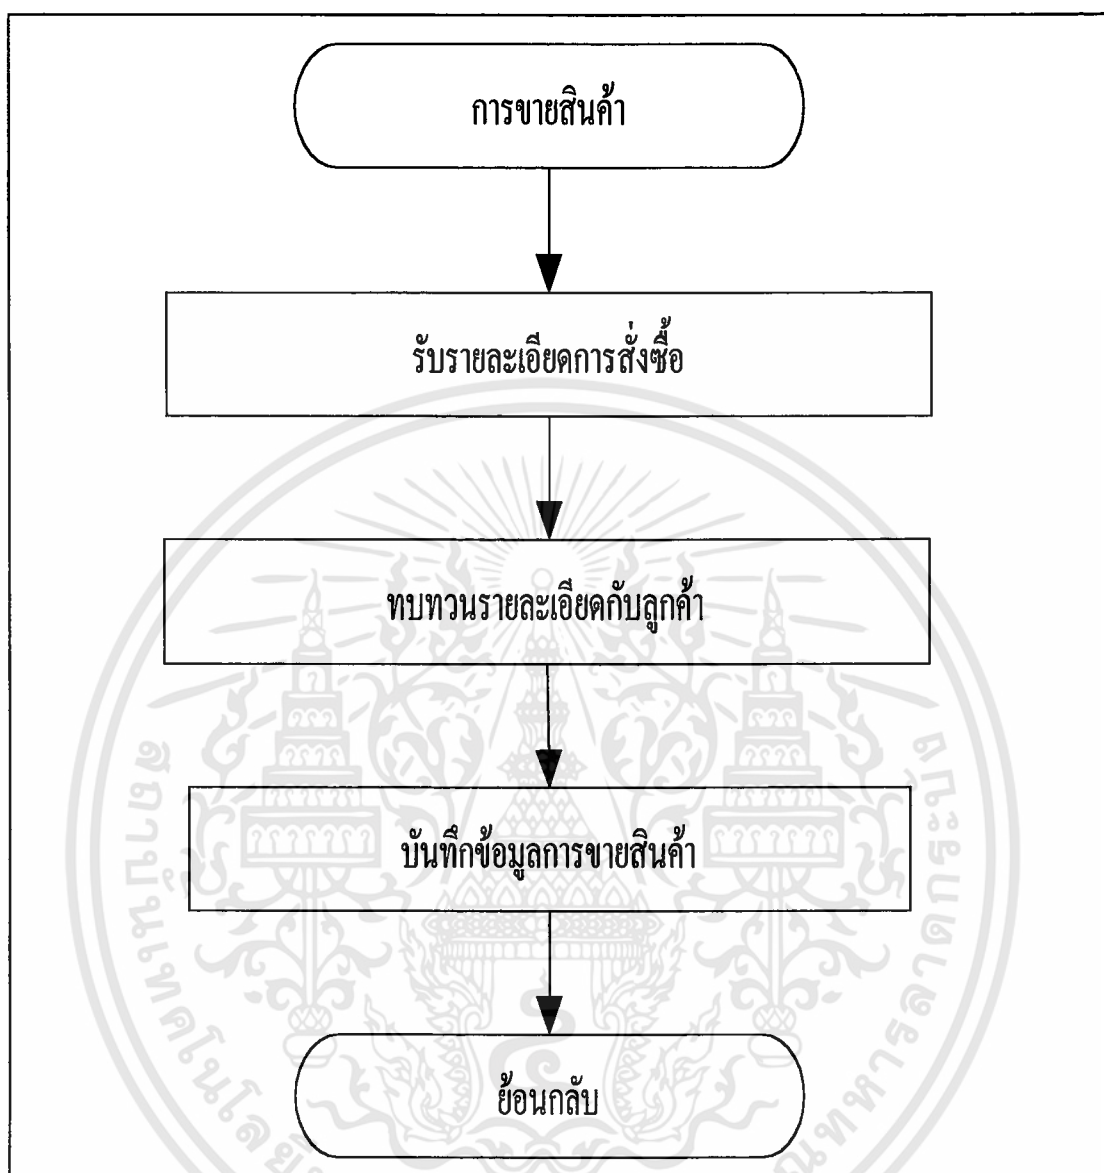 การขายสินค้า
รับรายละเอียดการสั่งซื้อ
ทบทวนรายละเอียดกับลูกค้า
บันทึกข้อมูลการขายสินค้า
ย้อนกลับ